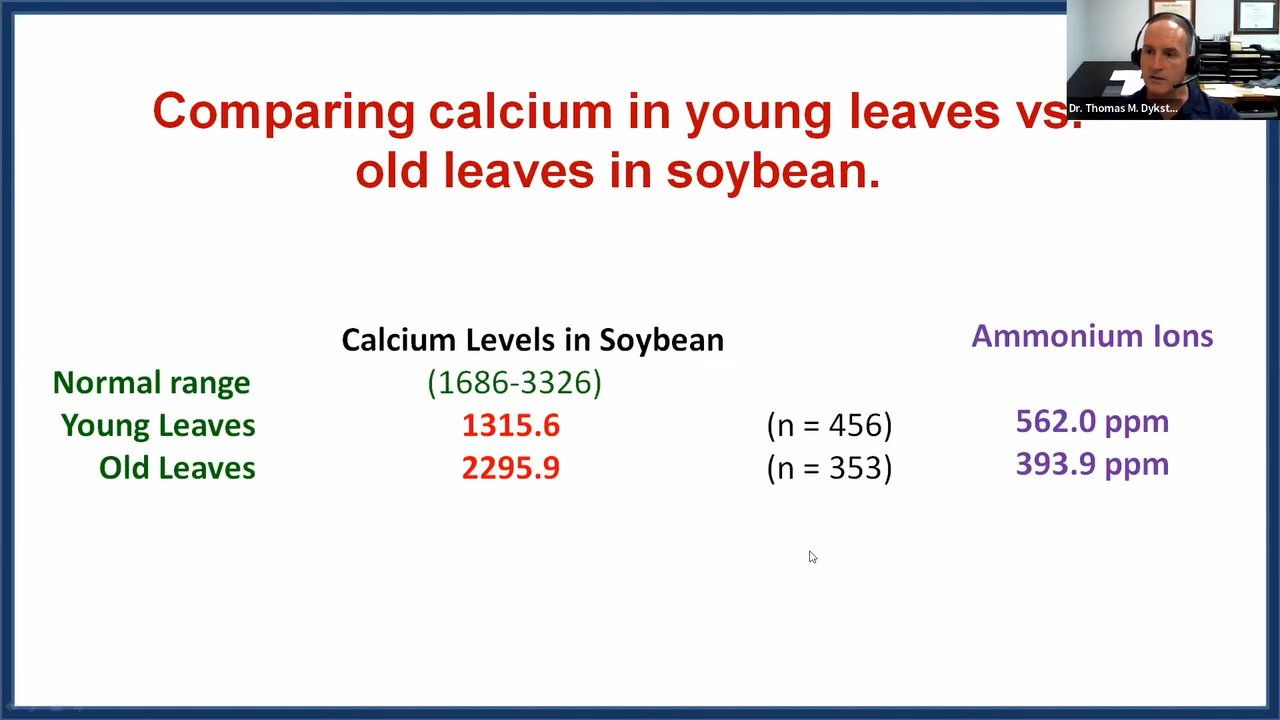 Dr. Thomas M. Dykst...
Comparing calcium in young leaves vs.
old leaves in soybean.
Calcium Levels in Soybean
Ammonium Ions
Normal range (1686-3326)
Young Leaves 1315.6 (n = 456) 562.0 ppm
Old Leaves 2295.9 (n = 353) 393.9 ppm